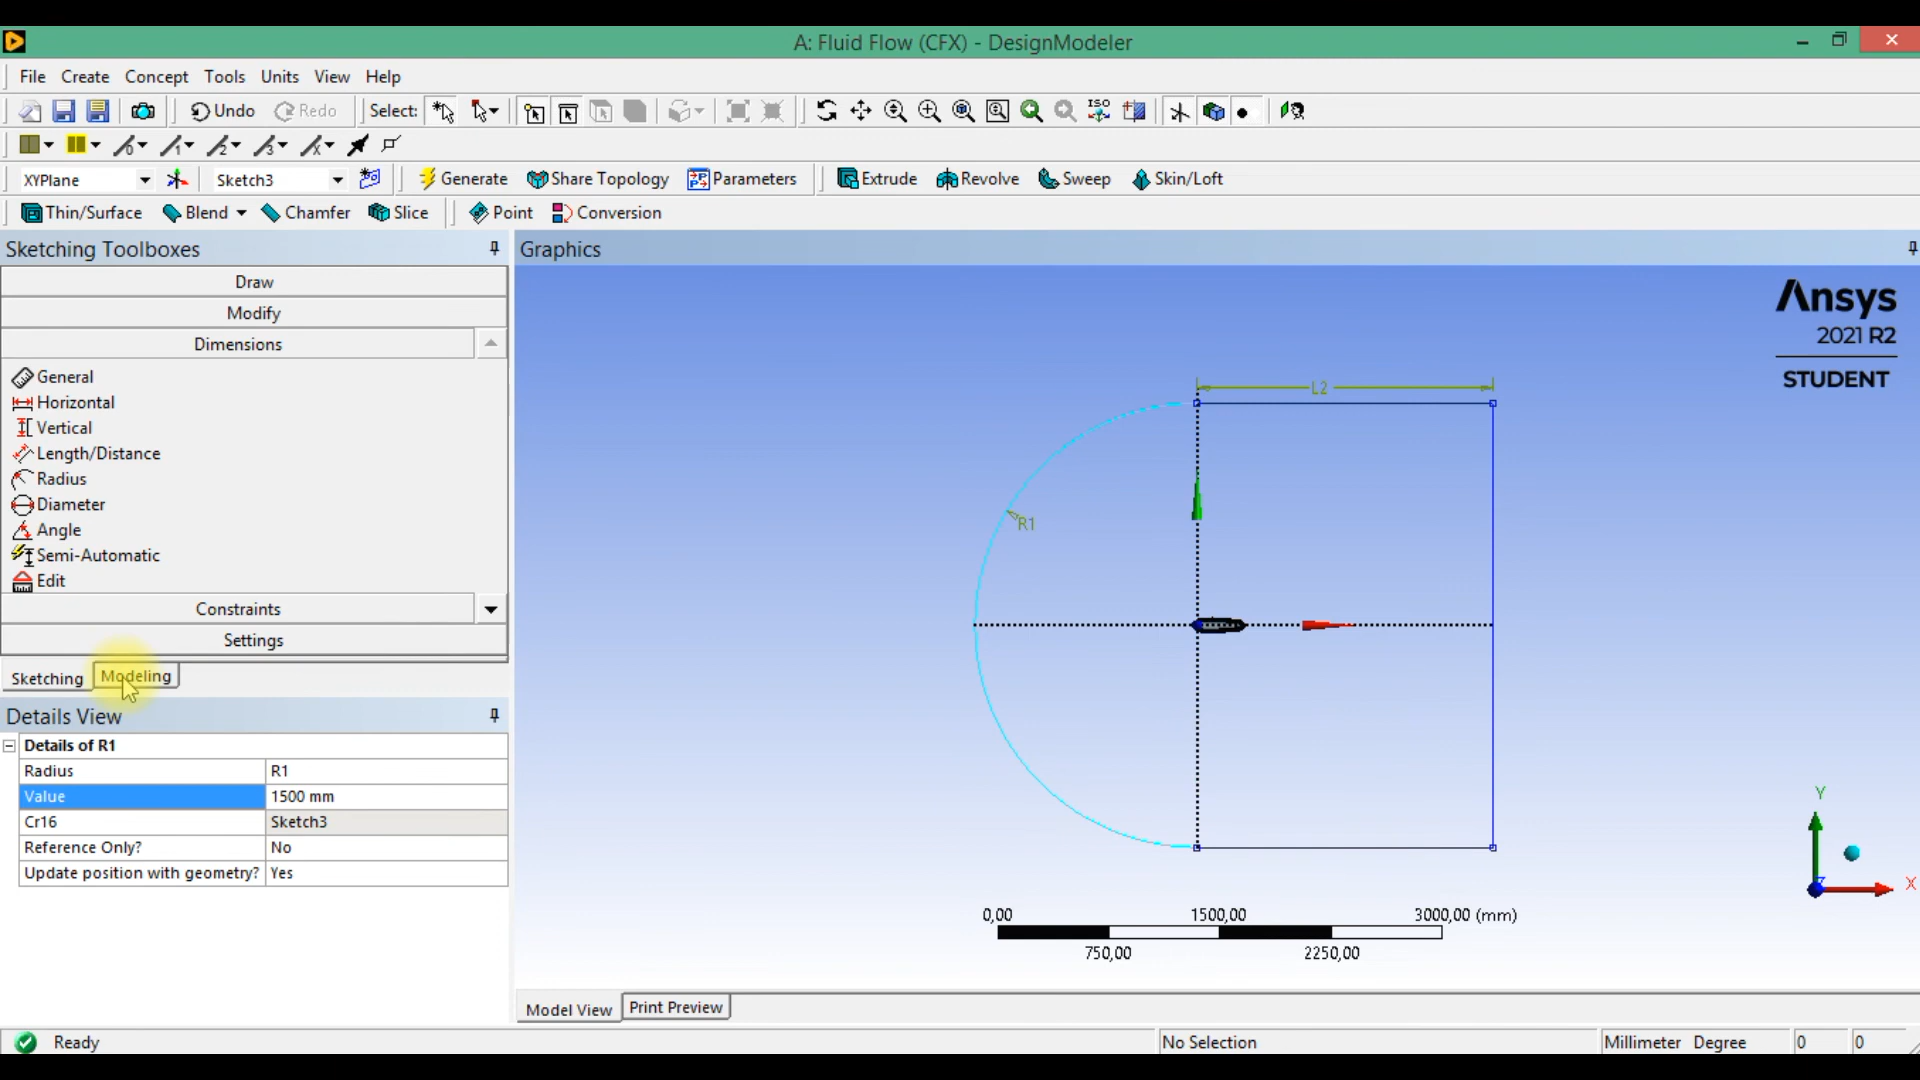 A: Fluid Flow (CFX) - DesignModeler
File Create Concept Tools Units View Help
Undo Redo Select: ISO
XYPlane Sketch3 Generate Share Topology Parameters Extrude Revolve Sweep Skin/Loft
Thin/Surface Blend Chamfer Slice Point Conversion
Sketching Toolboxes
Draw
Modify
Dimensions
General
Horizontal
Vertical
Length/Distance
Radius
Diameter
Angle
Semi-Automatic
Edit
Constraints
Settings
Sketching Modeling
Details View
Details of R1
Radius R1
Value 1500 mm
Cr16 Sketch3
Reference Only? No
Update position with geometry? Yes
Graphics
Ansys
2021 R2
STUDENT
L2
R1
Y
X
Z
0,00 1500,00 3000,00 (mm)
750,00 2250,00
Model View Print Preview
Ready No Selection Millimeter Degree 0 0